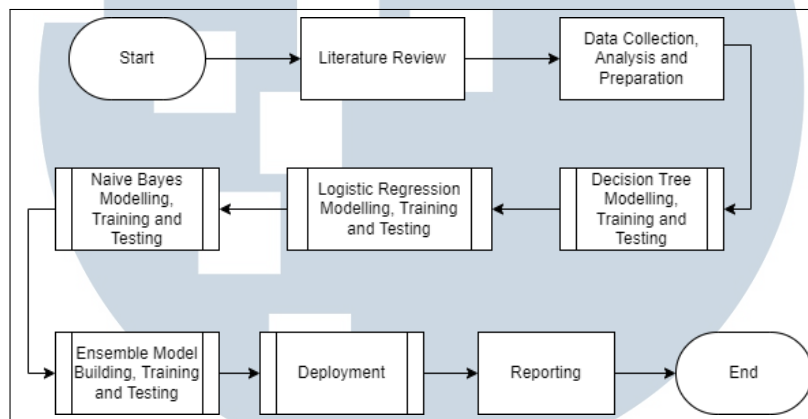 Start
Literature Review
Data Collection,
Analysis and
Preparation
Decision Tree
Modelling,
Training and
Testing
Logistic Regression
Modelling, Training
and Testing
Naive Bayes
Modelling,
Training and
Testing
Ensemble Model
Building, Training
and Testing
Deployment
Reporting
End